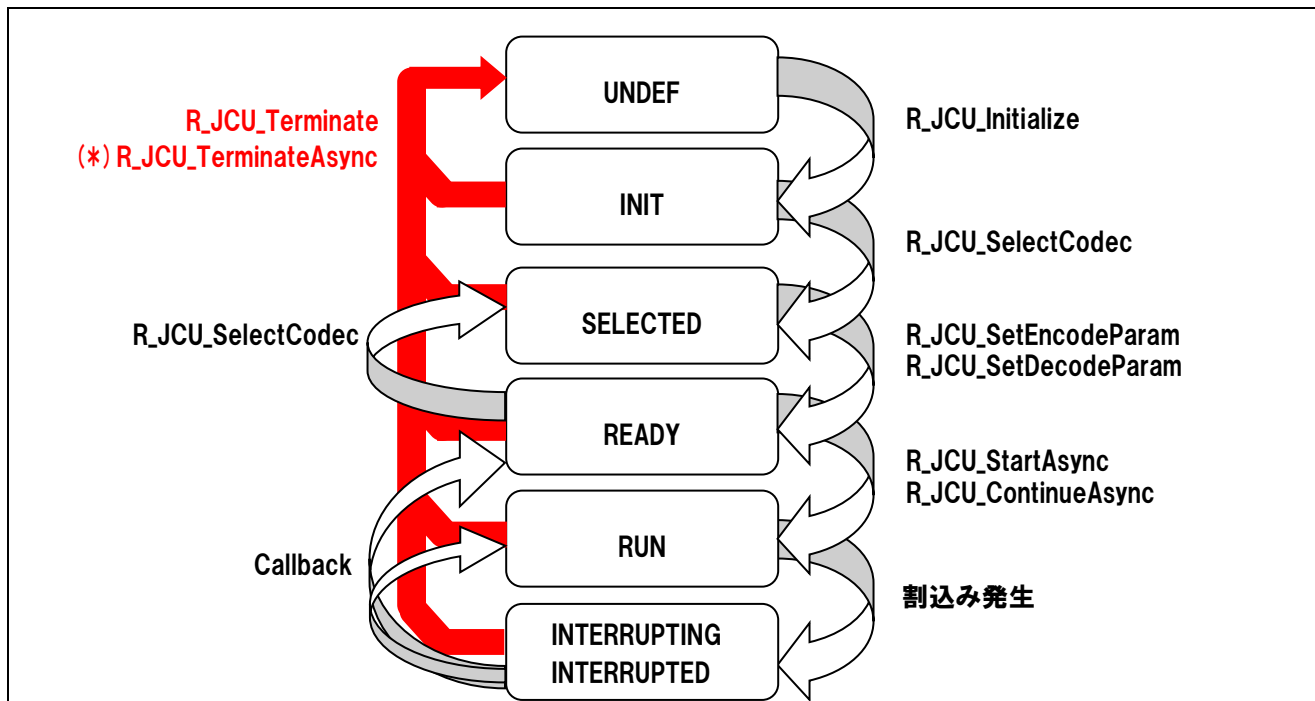 UNDEF
R_JCU_Initialize
R_JCU_Terminate
(*) R_JCU_TerminateAsync
INIT
R_JCU_SelectCodec
SELECTED
R_JCU_SelectCodec
R_JCU_SetEncodeParam
R_JCU_SetDecodeParam
READY
R_JCU_StartAsync
R_JCU_ContinueAsync
RUN
Callback
割込み発生
INTERRUPTING
INTERRUPTED